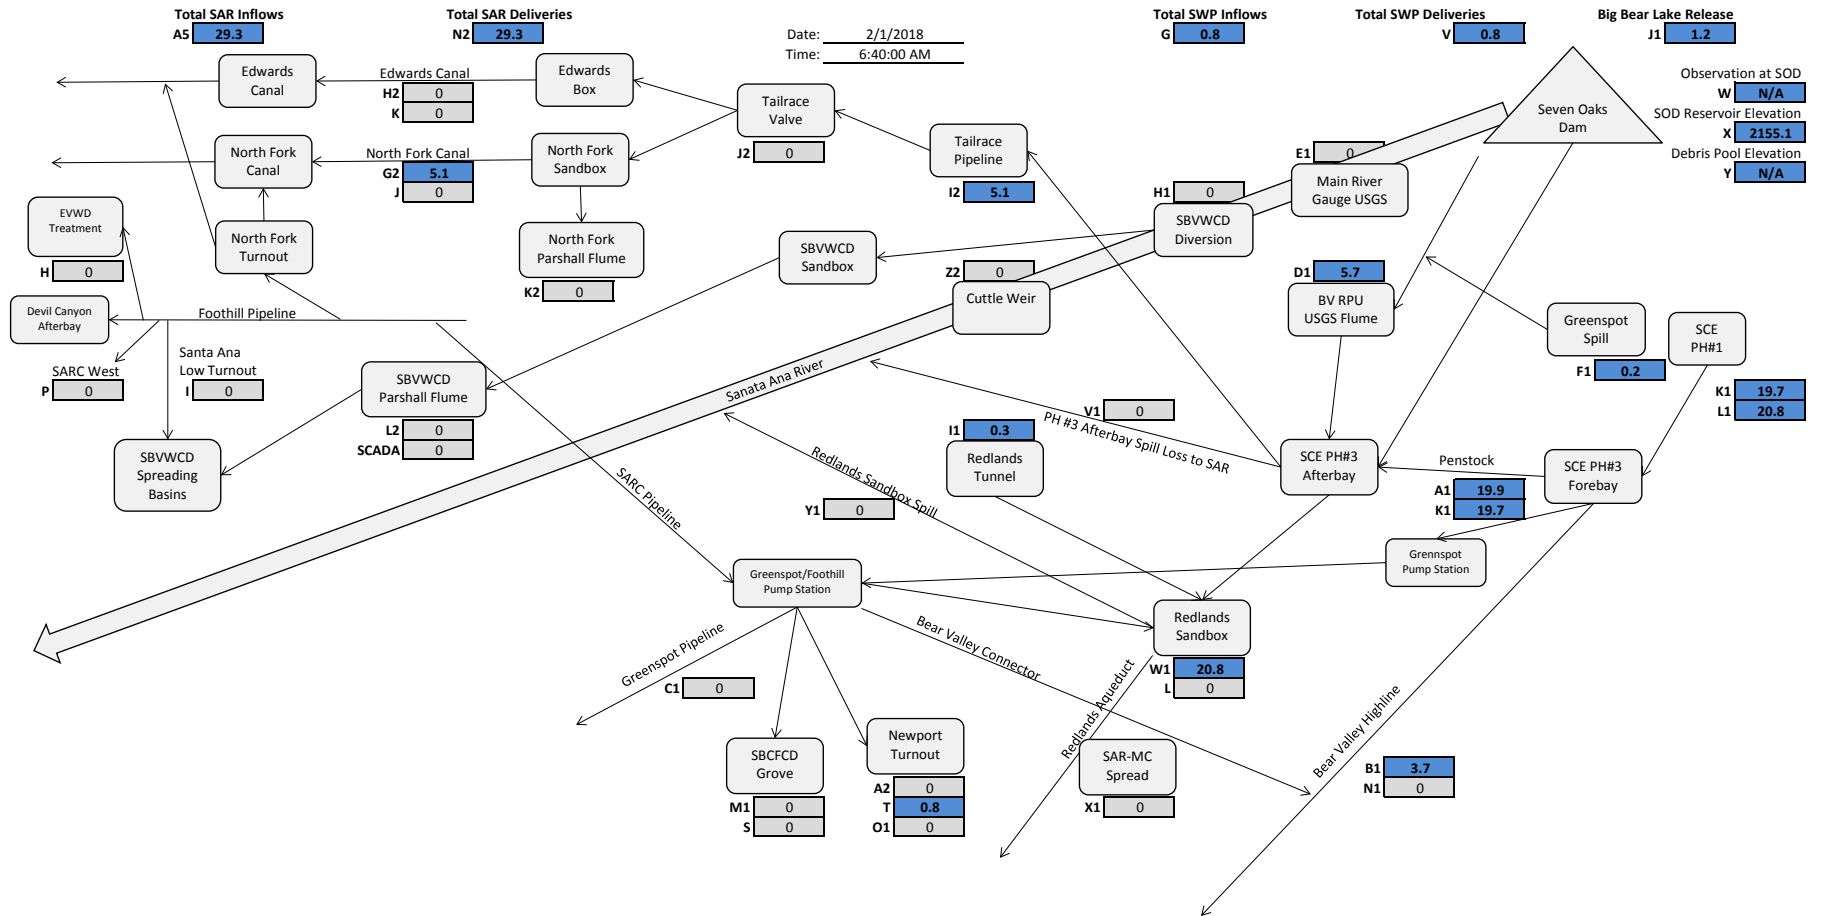 Total SAR Inflows
A5 29.3
Total SAR Deliveries
N2 29.3
Date: 2/1/2018
Time: 6:40:00 AM
Total SWP Inflows
G 0.8
Total SWP Deliveries
V 0.8
Big Bear Lake Release
J1 1.2
Observation at SOD
W N/A
SOD Reservoir Elevation
X 2155.1
Debris Pool Elevation
Y N/A
Seven Oaks
Dam
Edwards
Canal
Edwards Canal
H2 0
K 0
Edwards
Box
Tailrace
Valve
J2 0
Tailrace
Pipeline
I2 5.1
E1 0
Main River
Gauge USGS
H1 0
SBVWCD
Diversion
North Fork
Canal
North Fork Canal
G2 5.1
J 0
North Fork
Sandbox
EVWD
Treatment
H 0
North Fork
Turnout
North Fork
Parshall Flume
K2 0
SBVWCD
Sandbox
Z2 0
Cuttle Weir
D1 5.7
BV RPU
USGS Flume
Greenspot
Spill
F1 0.2
SCE
PH#1
K1 19.7
L1 20.8
Devil Canyon
Afterbay
Foothill Pipeline
SARC West
P 0
Santa Ana
Low Turnout
I 0
SBVWCD
Parshall Flume
L2 0
SCADA 0
Sanata Ana River
V1 0
PH #3 Afterbay Spill Loss to SAR
I1 0.3
Redlands
Tunnel
SCE PH#3
Afterbay
Penstock
A1 19.9
K1 19.7
SCE PH#3
Forebay
SBVWCD
Spreading
Basins
SARC Pipeline
Redlands Sandbox Spill
Y1 0
Grennspot
Pump Station
Greenspot/Foothill
Pump Station
Redlands
Sandbox
W1 20.8
L 0
Greenspot Pipeline
C1 0
Bear Valley Connector
Redlands Aqueduct
Bear Valley Highline
SBCFCD
Grove
M1 0
S 0
Newport
Turnout
A2 0
T 0.8
O1 0
SAR-MC
Spread
X1 0
B1 3.7
N1 0